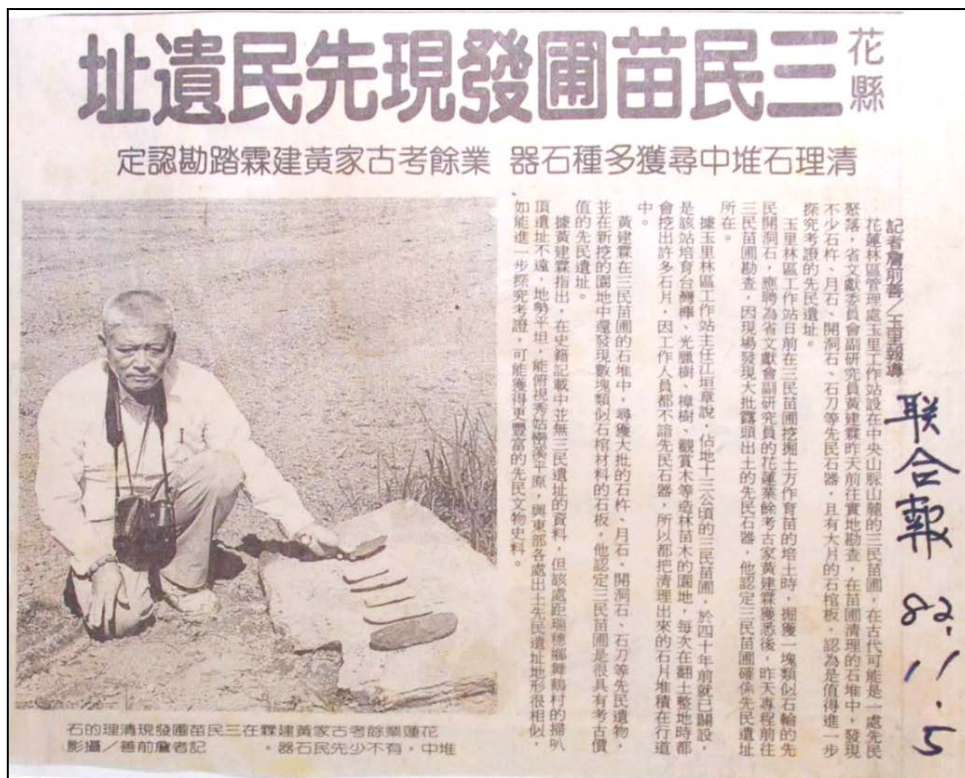 花縣
三民苗圃發現先民遺址
清理石堆中尋獲多種石器 業餘考古家黃建霖踏勘認定
記者詹前善／玉里報導
花蓮林區管理處玉里工作站設在中央山脈山麓的三民苗圃，在古代可能是一處先民
聚落，省文獻委員會副研究員黃建霖昨天前往實地勘查，在苗圃清理的石堆中，發現
不少石杵、月石、開洞石、石刀等先民石器，且有大片的石棺板，認為是值得進一步
探究考證的先民遺址。
玉里林區工作站日前在三民苗圃挖掘土方作育苗的培土時，掘獲一塊類似石輪的先
民開洞石，應聘為省文獻會副研究員的花蓮業餘考古家黃建霖獲悉後，昨天專程前往
三民苗圃勘查，因現場發現大批露頭出土的先民石器，他認定三民苗圃確係先民遺址
所在。
據玉里林區工作站主任江垣章說，佔地十三公頃的三民苗圃，於四十年前就已闢設，
是該站培育台灣櫸、光臘樹、樟樹、觀賞木等造林苗木的園地，每次在翻土整地時都
會挖出許多石片，因工作人員都不諳先民石器，所以都把清理出來的石片堆積在行道
中。
黃建霖在三民苗圃的石堆中，尋獲大批的石杵、月石、開洞石、石刀等先民遺物，
並在新挖的園地中還發現數塊類似石棺材料的石板，他認定三民苗圃是很具有考古價
值的先民遺址。
據黃建霖指出，在史籍記載中並無三民遺址的資料，但該處距瑞穗鄉舞鶴村的掃叭
頂遺址不遠，地勢平坦，能俯視秀姑巒溪平原，與東部各處出土先民遺址地形很相似，
如能進一步探究考證，可能獲得更豐富的先民文物史料。
花蓮業餘考古家黃建霖在三民苗圃發現清理的石
堆中，有不少先民石器。 記者詹前善／攝影
联合報
82.11.5